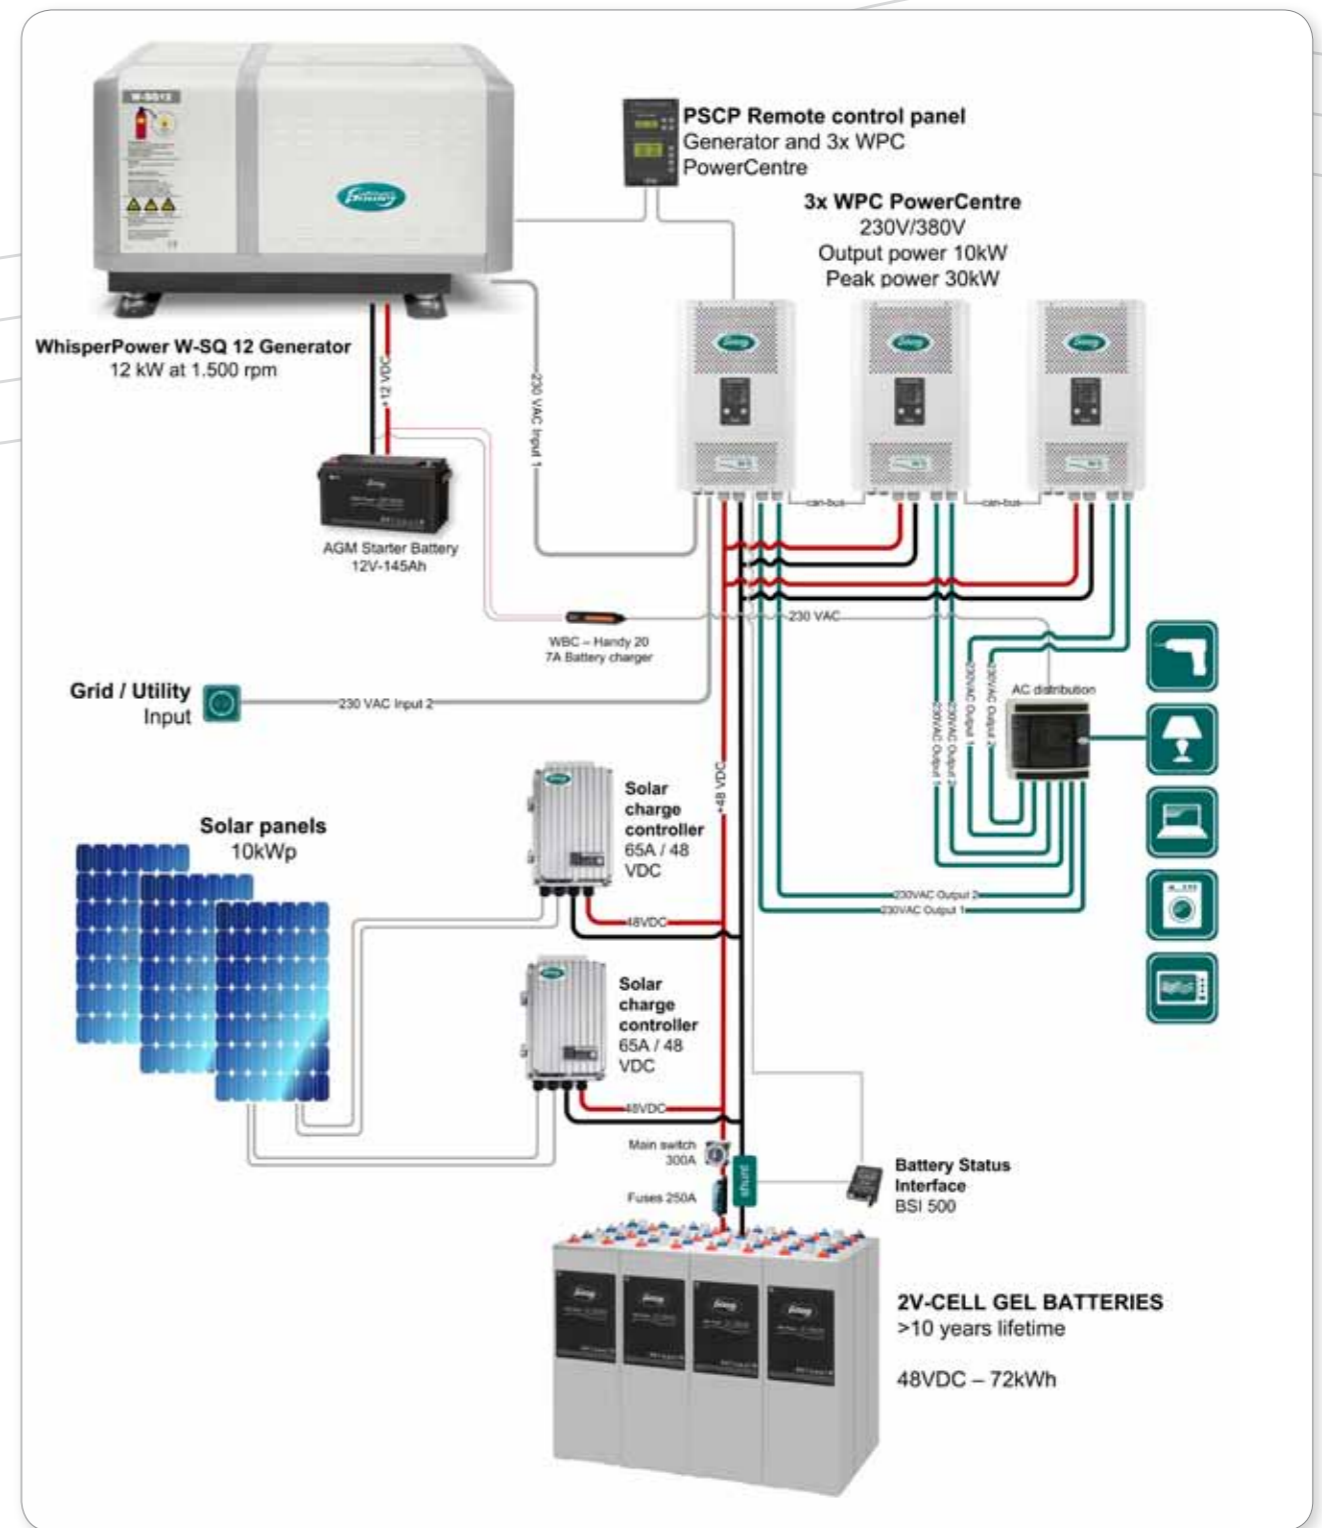 W-SQ12
PSCP Remote control panel
Generator and 3x WPC
PowerCentre
3x WPC PowerCentre
230V/380V
Output power 10kW
Peak power 30kW
WhisperPower W-SQ 12 Generator
12 kW at 1.500 rpm
+12 VDC
230 VAC Input 1
can-bus
can-bus
AGM Starter Battery
12V-145Ah
WBC – Handy 20
7A Battery charger
230 VAC
Grid / Utility
Input
230 VAC Input 2
AC distribution
230VAC Output 1
230VAC Output 2
230VAC Output 1
230VAC Output 2
+48 VDC
Solar
charge
controller
65A / 48
VDC
Solar panels
10kWp
230VAC Output 2
230VAC Output 1
48VDC
Solar
charge
controller
65A / 48
VDC
48VDC
Main switch
300A
Fuses 250A
shunt
Battery Status
Interface
BSI 500
2V-CELL GEL BATTERIES
>10 years lifetime
48VDC – 72kWh